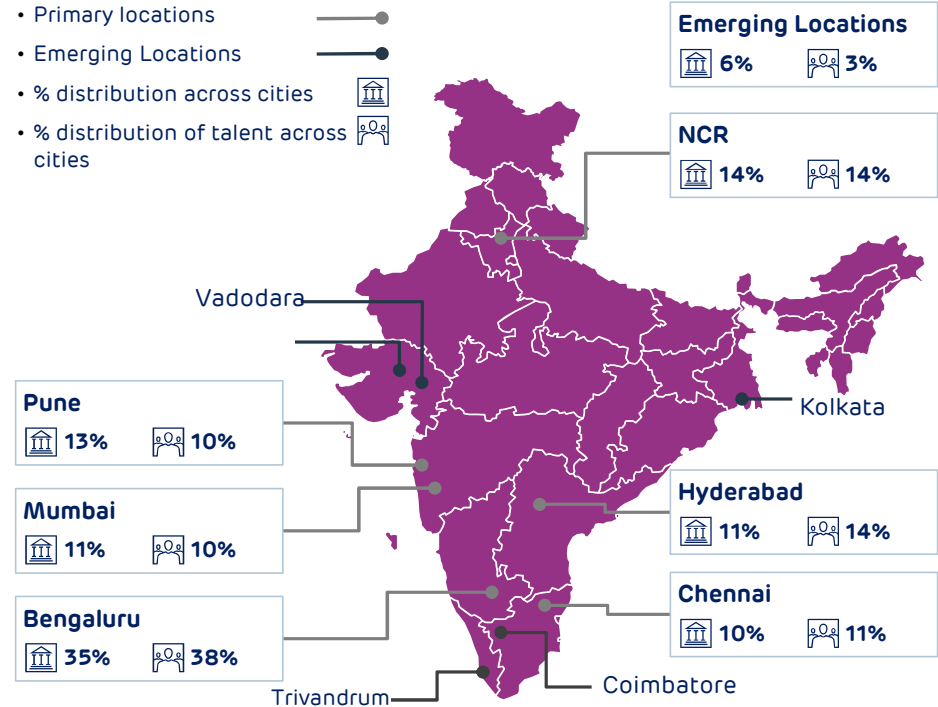 • Primary locations
• Emerging Locations
• % distribution across cities
• % distribution of talent across
cities
Emerging Locations
6% 3%
NCR
14% 14%
Vadodara
Kolkata
Pune
13% 10%
Mumbai
11% 10%
Bengaluru
35% 38%
Hyderabad
11% 14%
Chennai
10% 11%
Trivandrum
Coimbatore